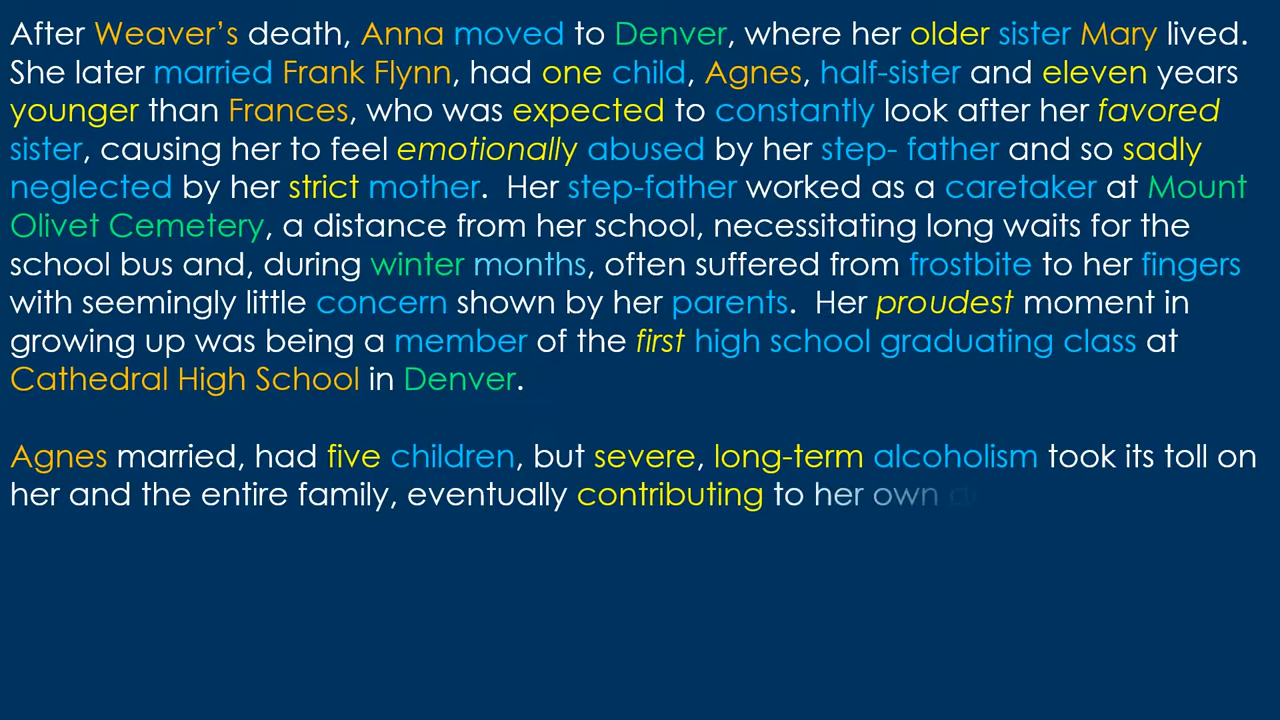 After Weaver’s death, Anna moved to Denver, where her older sister Mary lived.
She later married Frank Flynn, had one child, Agnes, half-sister and eleven years
younger than Frances, who was expected to constantly look after her favored
sister, causing her to feel emotionally abused by her step- father and so sadly
neglected by her strict mother.  Her step-father worked as a caretaker at Mount
Olivet Cemetery, a distance from her school, necessitating long waits for the
school bus and, during winter months, often suffered from frostbite to her fingers
with seemingly little concern shown by her parents.  Her proudest moment in
growing up was being a member of the first high school graduating class at
Cathedral High School in Denver.
Agnes married, had five children, but severe, long-term alcoholism took its toll on
her and the entire family, eventually contributing to her own